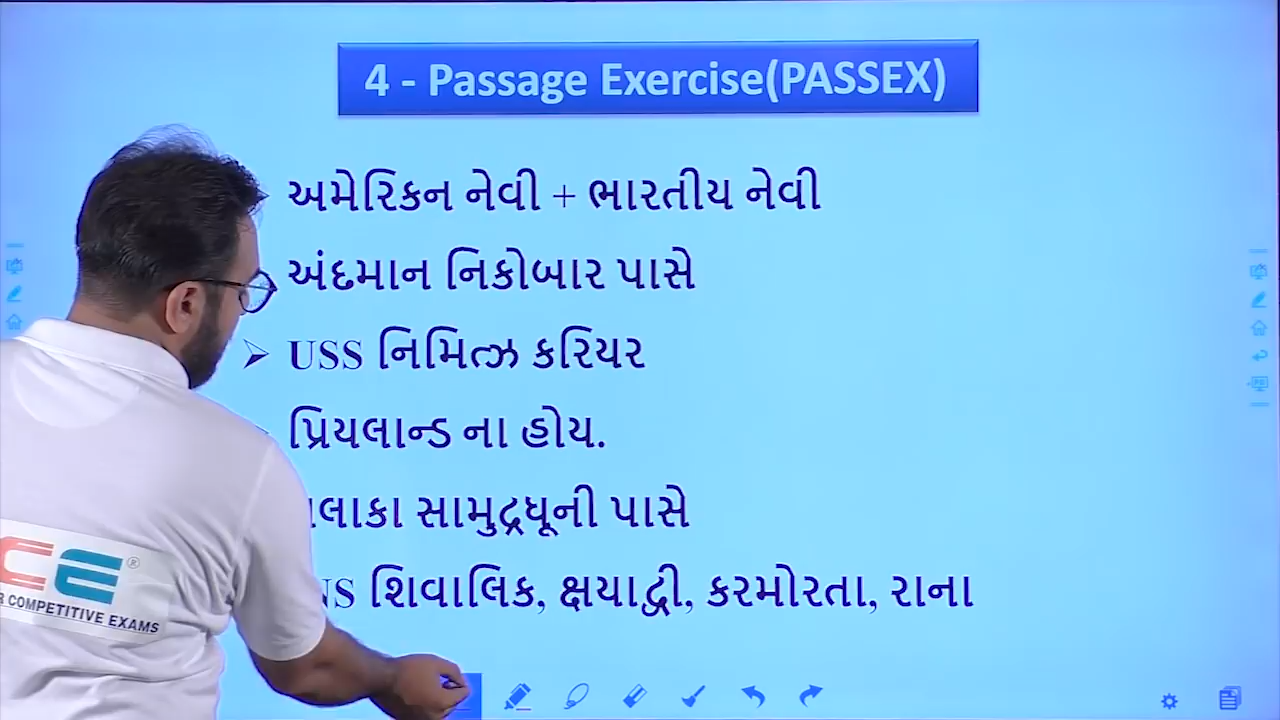 4 - Passage Exercise(PASSEX)
અમેરિકન નેવી + ભારતીય નેવી
અંદમાન નિકોબાર પાસે
USS નિમિત્ઝ કરિયર
પ્રિયલાન્ડ ના હોય.
સામુદ્રધૂની પાસે
શિવાલિક, ક્ષયાદ્રી, કરમોરતા, રાના
CE®
COMPETITIVE EXAMS